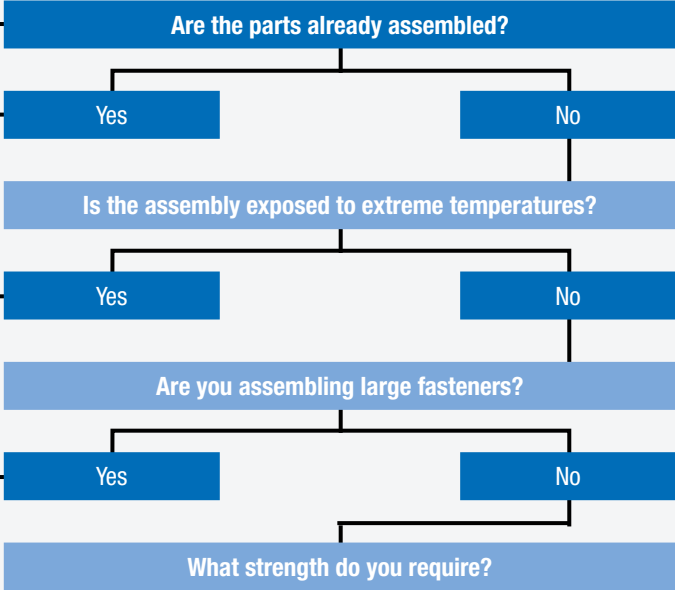 Are the parts already assembled?
Yes
No
Is the assembly exposed to extreme temperatures?
Yes
No
Are you assembling large fasteners?
Yes
No
What strength do you require?